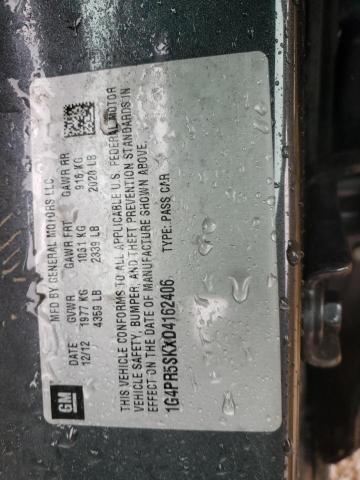 MFD BY GENERAL MOTORS LLC
DATE GVWR GAWR FRT GAWR RR
12/12 1977 KG 1061 KG 916 KG
4359 LB 2339 LB 2020 LB
THIS VEHICLE CONFORMS TO ALL APPLICABLE U.S. FEDERAL MOTOR
VEHICLE SAFETY, BUMPER, AND THEFT PREVENTION STANDARDS IN
EFFECT ON THE DATE OF MANUFACTURE SHOWN ABOVE.
1G4PR5SKXD4162406 TYPE: PASS CAR
GM